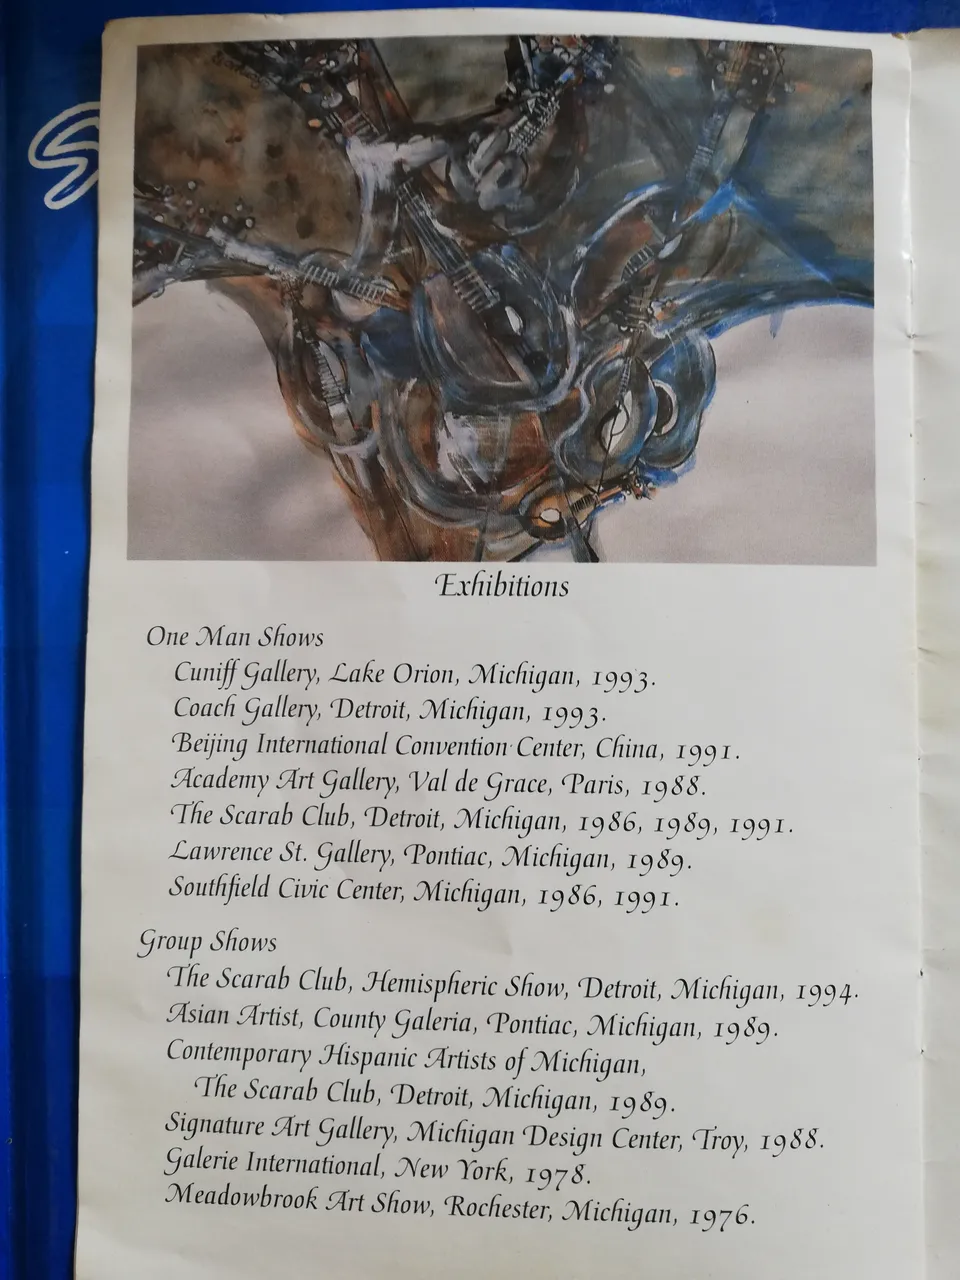 Exhibitions
One Man Shows
Cuniff Gallery, Lake Orion, Michigan, 1993.
Coach Gallery, Detroit, Michigan, 1993.
Beijing International Convention Center, China, 1991.
Academy Art Gallery, Val de Grace, Paris, 1988.
The Scarab Club, Detroit, Michigan, 1986, 1989, 1991.
Lawrence St. Gallery, Pontiac, Michigan, 1989.
Southfield Civic Center, Michigan, 1986, 1991.
Group Shows
The Scarab Club, Hemispheric Show, Detroit, Michigan, 1994.
Asian Artist, County Galeria, Pontiac, Michigan, 1989.
Contemporary Hispanic Artists of Michigan,
The Scarab Club, Detroit, Michigan, 1989.
Signature Art Gallery, Michigan Design Center, Troy, 1988.
Galerie International, New York, 1978.
Meadowbrook Art Show, Rochester, Michigan, 1976.